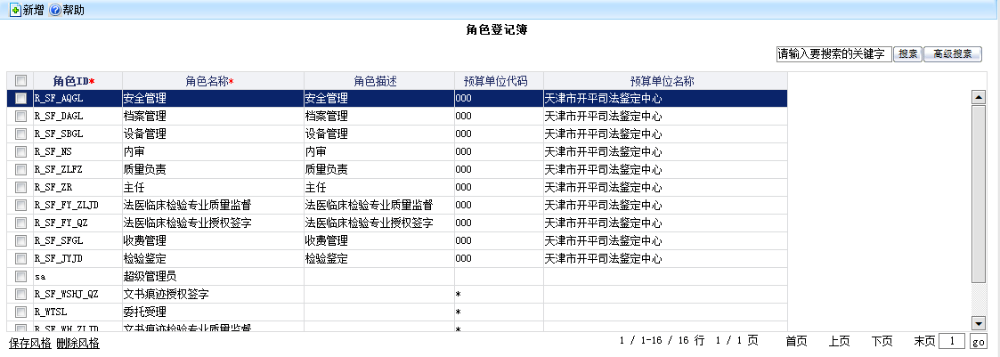 新增 帮助
角色登记簿
请输入要搜索的关键字 搜索 高级搜索
角色ID* 角色名称* 角色描述 预算单位代码 预算单位名称
R_SF_AQGL 安全管理 安全管理 000 天津市开平司法鉴定中心
R_SF_DAGL 档案管理 档案管理 000 天津市开平司法鉴定中心
R_SF_SBGL 设备管理 设备管理 000 天津市开平司法鉴定中心
R_SF_NS 内审 内审 000 天津市开平司法鉴定中心
R_SF_ZLFZ 质量负责 质量负责 000 天津市开平司法鉴定中心
R_SF_ZR 主任 主任 000 天津市开平司法鉴定中心
R_SF_FY_ZLJD 法医临床检验专业质量监督 法医临床检验专业质量监督 000 天津市开平司法鉴定中心
R_SF_FY_QZ 法医临床检验专业授权签字 法医临床检验专业授权签字 000 天津市开平司法鉴定中心
R_SF_SFGL 收费管理 收费管理 000 天津市开平司法鉴定中心
R_SF_JYJD 检验鉴定 检验鉴定 000 天津市开平司法鉴定中心
sa 超级管理员
R_SF_WSHJ_QZ 文书痕迹授权签字 *
R_WTSL 委托受理 *
R_SF_WH_ZLJD 文书痕迹检验专业质量监督 *
保存风格 删除风格 1 / 1-16 / 16 行 1 / 1 页 首页 上页 下页 末页 1 go